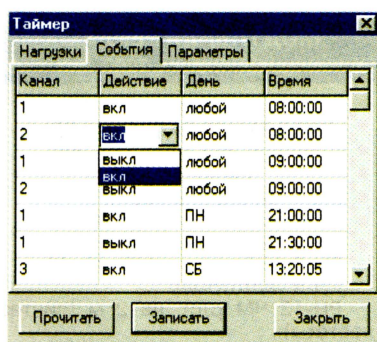 Таймер
Нагрузки События Параметры
Канал Действие День Время
1 вкл любой 08:00:00
2 вкл любой 08:00:00
1 выкл любой 09:00:00
вкл
2 выкл любой 09:00:00
1 вкл ПН 21:00:00
1 выкл ПН 21:30:00
3 вкл СБ 13:20:05
Прочитать Записать Закрыть